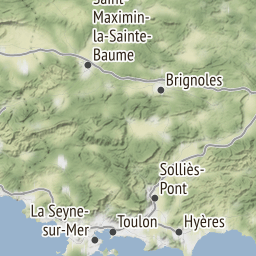 Saint-
Maximin-
la-Sainte-
Baume
Brignoles
Solliès-
Pont
La Seyne-
sur-Mer
Toulon
Hyères